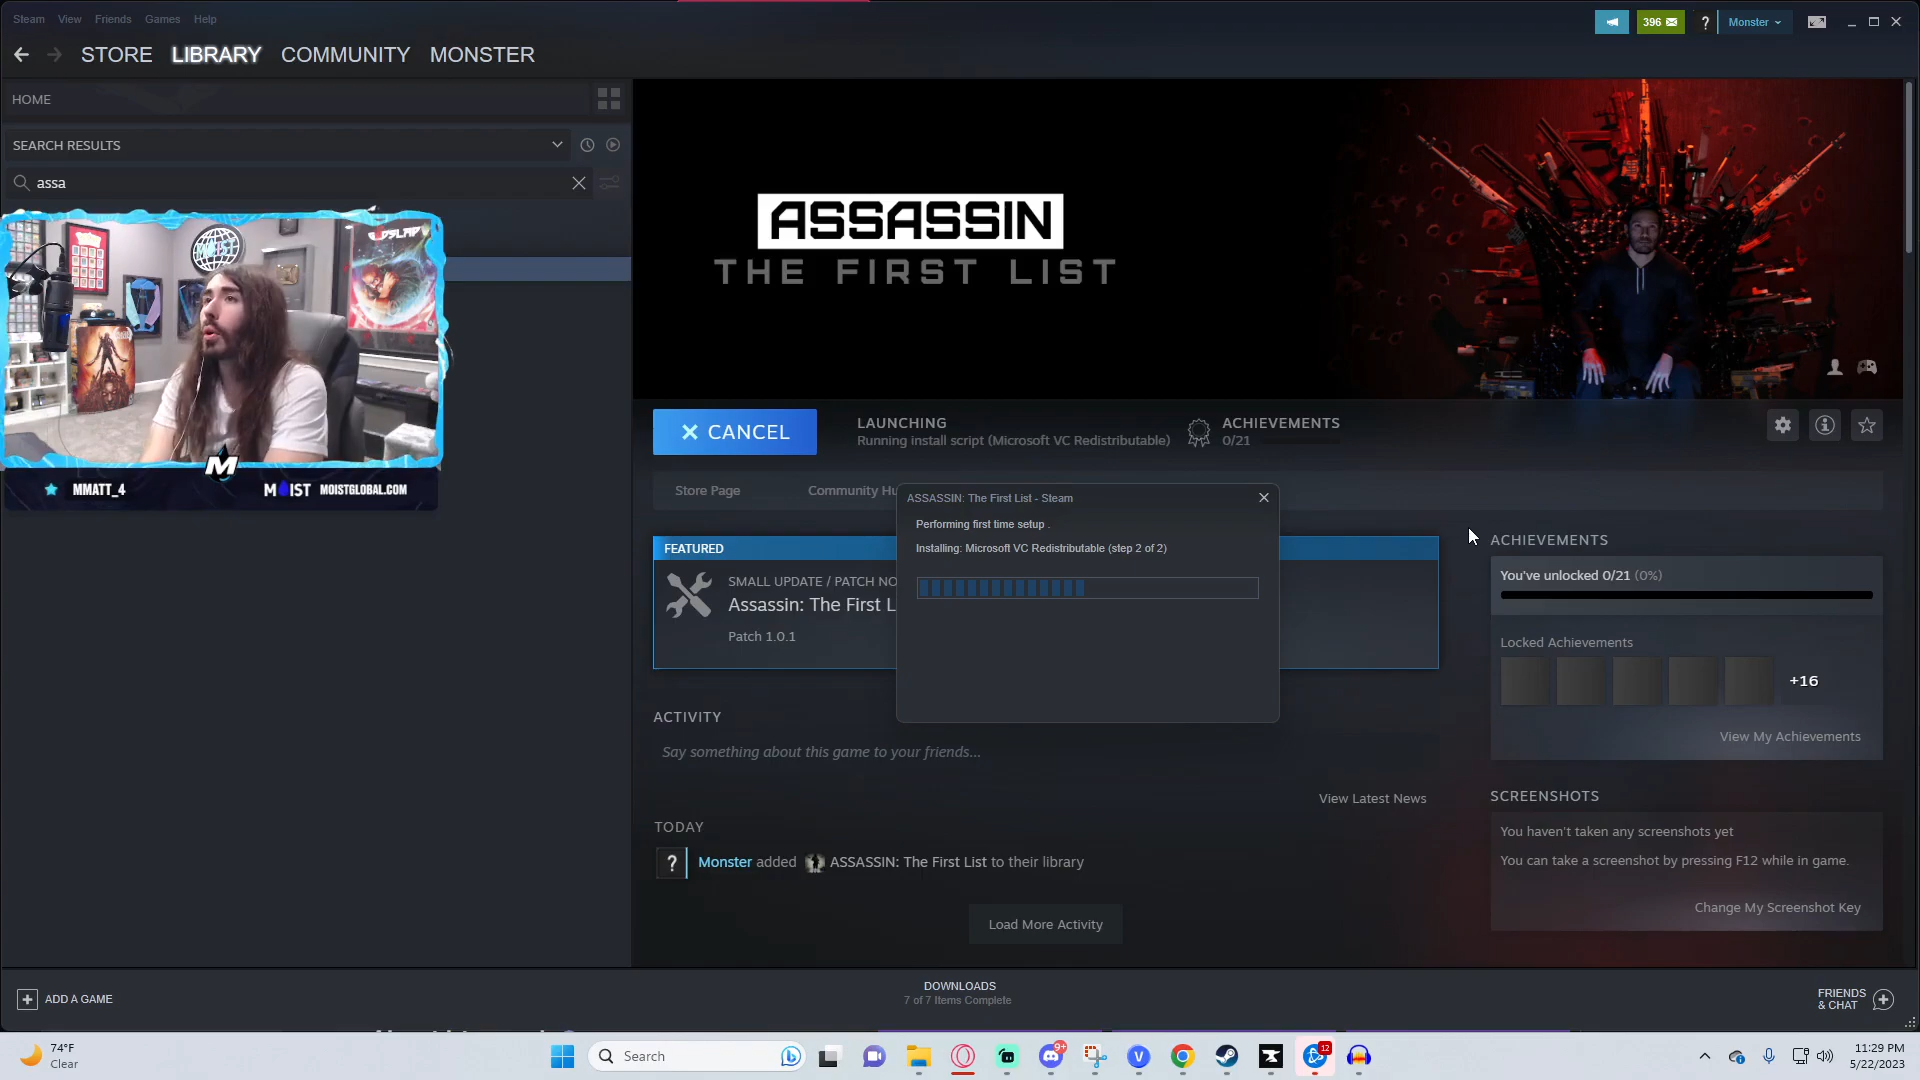 Steam View Friends Games Help
396
?
Monster
STORE LIBRARY COMMUNITY MONSTER
HOME
SEARCH RESULTS
assa
MMATT_4
MOIST MOISTGLOBAL.COM
ASSASSIN
THE FIRST LIST
CANCEL
LAUNCHING
Running install script (Microsoft VC Redistributable)
ACHIEVEMENTS
0/21
Store Page
Community Hu
ASSASSIN: The First List - Steam
Performing first time setup .
Installing: Microsoft VC Redistributable (step 2 of 2)
FEATURED
SMALL UPDATE / PATCH NO
Assassin: The First L
Patch 1.0.1
ACHIEVEMENTS
You've unlocked 0/21 (0%)
Locked Achievements
+16
View My Achievements
ACTIVITY
Say something about this game to your friends...
View Latest News
SCREENSHOTS
You haven't taken any screenshots yet
You can take a screenshot by pressing F12 while in game.
Change My Screenshot Key
TODAY
? Monster added ASSASSIN: The First List to their library
Load More Activity
ADD A GAME
DOWNLOADS
7 of 7 Items Complete
FRIENDS
& CHAT
74°F
Clear
Search
9+
12
11:29 PM
5/22/2023